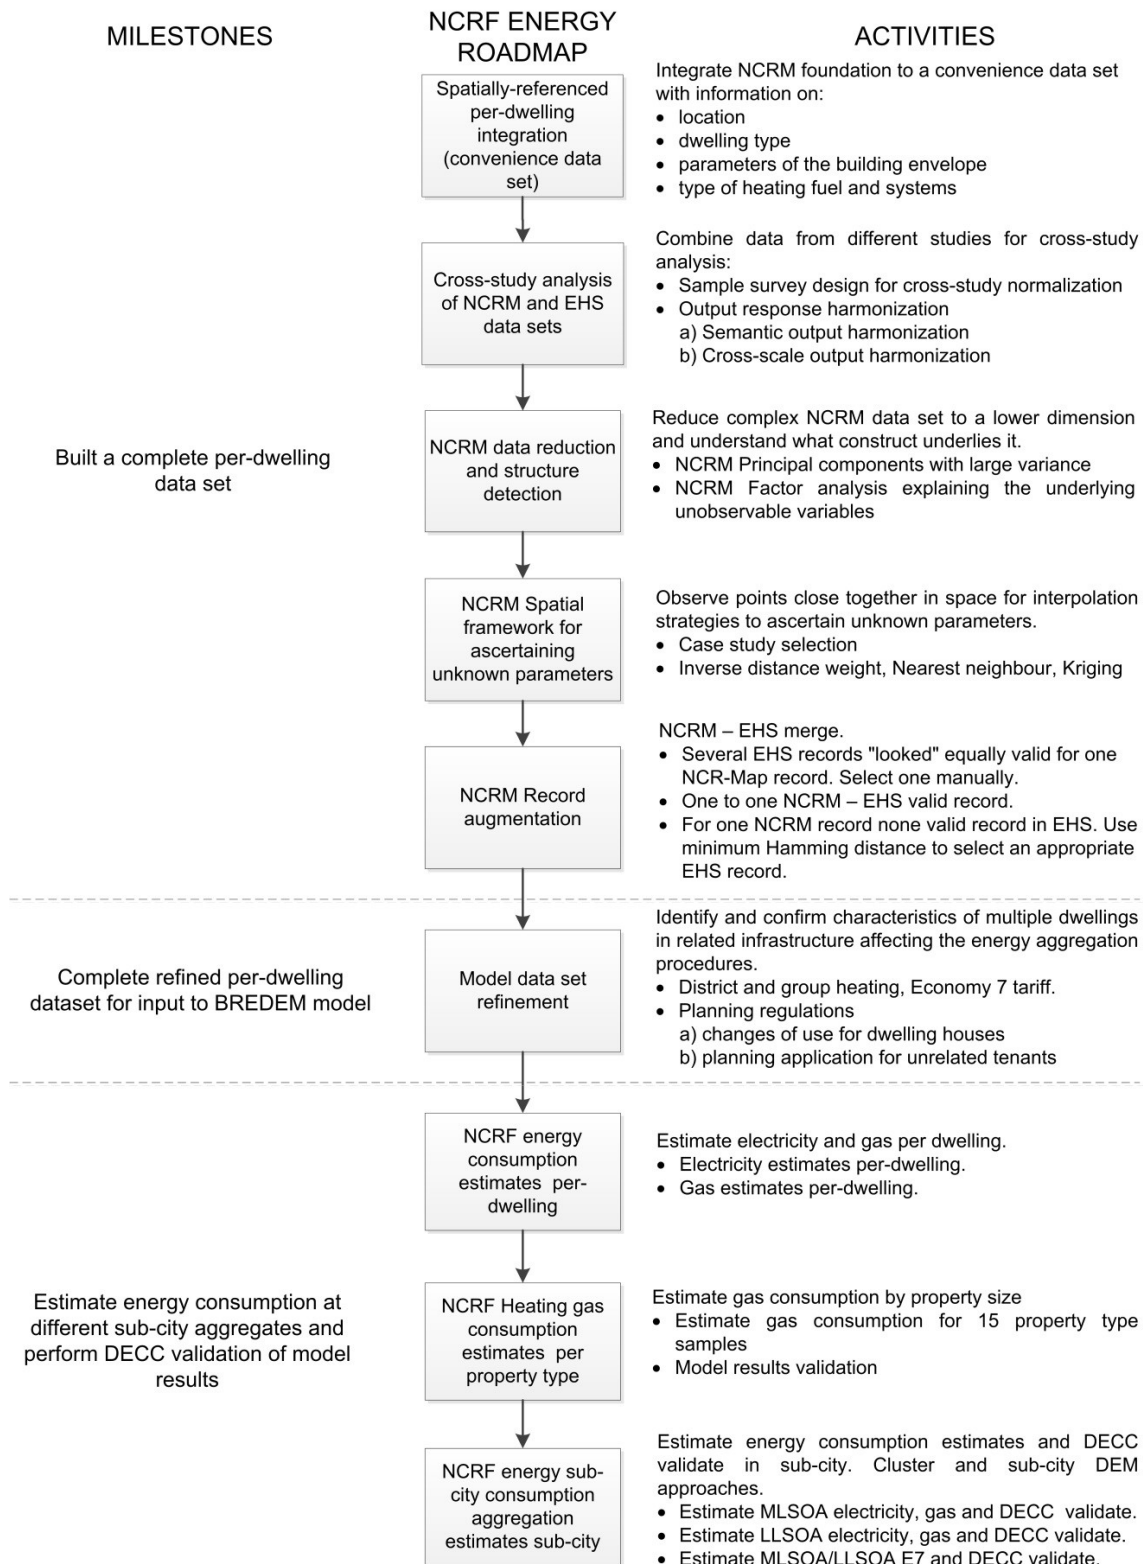 MILESTONES
NCRF ENERGY
ROADMAP
ACTIVITIES
Spatially-referenced
per-dwelling
integration
(convenience data
set)
Integrate NCRM foundation to a convenience data set
with information on:
• location
• dwelling type
• parameters of the building envelope
• type of heating fuel and systems
Cross-study analysis
of NCRM and EHS
data sets
Combine data from different studies for cross-study
analysis:
• Sample survey design for cross-study normalization
• Output response harmonization
a) Semantic output harmonization
b) Cross-scale output harmonization
Built a complete per-dwelling
data set
NCRM data reduction
and structure
detection
Reduce complex NCRM data set to a lower dimension
and understand what construct underlies it.
• NCRM Principal components with large variance
• NCRM Factor analysis explaining the underlying
unobservable variables
NCRM Spatial
framework for
ascertaining
unknown parameters
Observe points close together in space for interpolation
strategies to ascertain unknown parameters.
• Case study selection
• Inverse distance weight, Nearest neighbour, Kriging
NCRM Record
augmentation
NCRM – EHS merge.
• Several EHS records "looked" equally valid for one
NCR-Map record. Select one manually.
• One to one NCRM – EHS valid record.
• For one NCRM record none valid record in EHS. Use
minimum Hamming distance to select an appropriate
EHS record.
Complete refined per-dwelling
dataset for input to BREDEM model
Model data set
refinement
Identify and confirm characteristics of multiple dwellings
in related infrastructure affecting the energy aggregation
procedures.
• District and group heating, Economy 7 tariff.
• Planning regulations
a) changes of use for dwelling houses
b) planning application for unrelated tenants
NCRF energy
consumption
estimates per-
dwelling
Estimate electricity and gas per dwelling.
• Electricity estimates per-dwelling.
• Gas estimates per-dwelling.
Estimate energy consumption at
different sub-city aggregates and
perform DECC validation of model
results
NCRF Heating gas
consumption
estimates per
property type
Estimate gas consumption by property size
• Estimate gas consumption for 15 property type
samples
• Model results validation
NCRF energy sub-
city consumption
aggregation
estimates sub-city
Estimate energy consumption estimates and DECC
validate in sub-city. Cluster and sub-city DEM
approaches.
• Estimate MLSOA electricity, gas and DECC validate.
• Estimate LLSOA electricity, gas and DECC validate.
• Estimate MLSOA/LLSOA E7 and DECC validate.